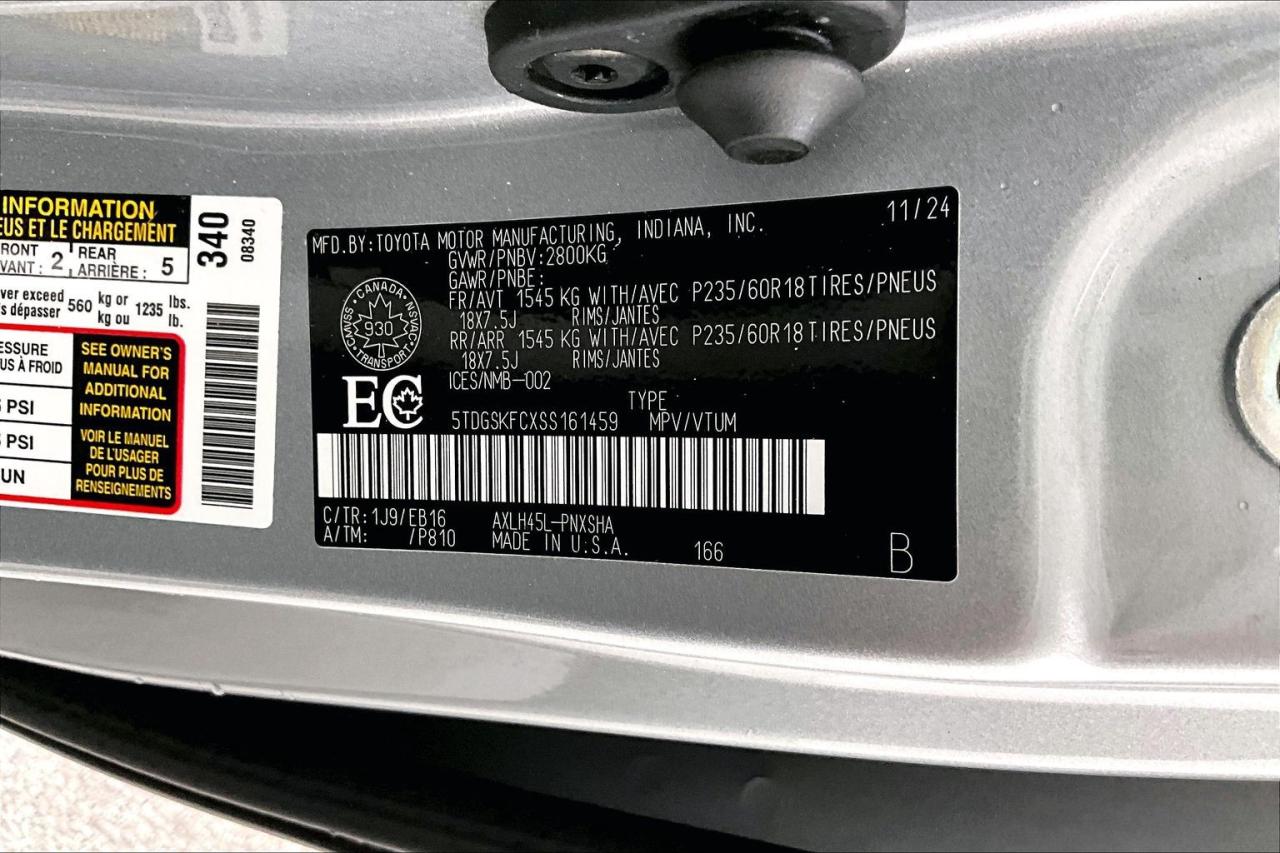 INFORMATION
EUS ET LE CHARGEMENT
RONT
VANT : 2
REAR
ARRIÈRE : 5
ver exceed 560 kg or 1235 lbs.
s dépasser kg ou lb.
ESSURE
US À FROID
PSI
PSI
UN
SEE OWNER'S
MANUAL FOR
ADDITIONAL
INFORMATION
VOIR LE MANUEL
DE L'USAGER
POUR PLUS DE
RENSEIGNEMENTS
340
08340
MFD.BY:TOYOTA MOTOR MANUFACTURING, INDIANA, INC. 11/24
GVWR/PNBV:2800KG
GAWR/PNBE:
FR/AVT 1545 KG WITH/AVEC P235/60R18TIRES/PNEUS
18X7.5J RIMS/JANTES
RR/ARR 1545 KG WITH/AVEC P235/60R18TIRES/PNEUS
18X7.5J RIMS/JANTES
ICES/NMB-002
CANADA
CMVSS 930 NSVAC
TRANSPORT
EC
TYPE
5TDGSKFCXSS161459 MPV/VTUM
C/TR:1J9/EB16 AXLH45L-PNXSHA
A/TM: /P810 MADE IN U.S.A. 166 B